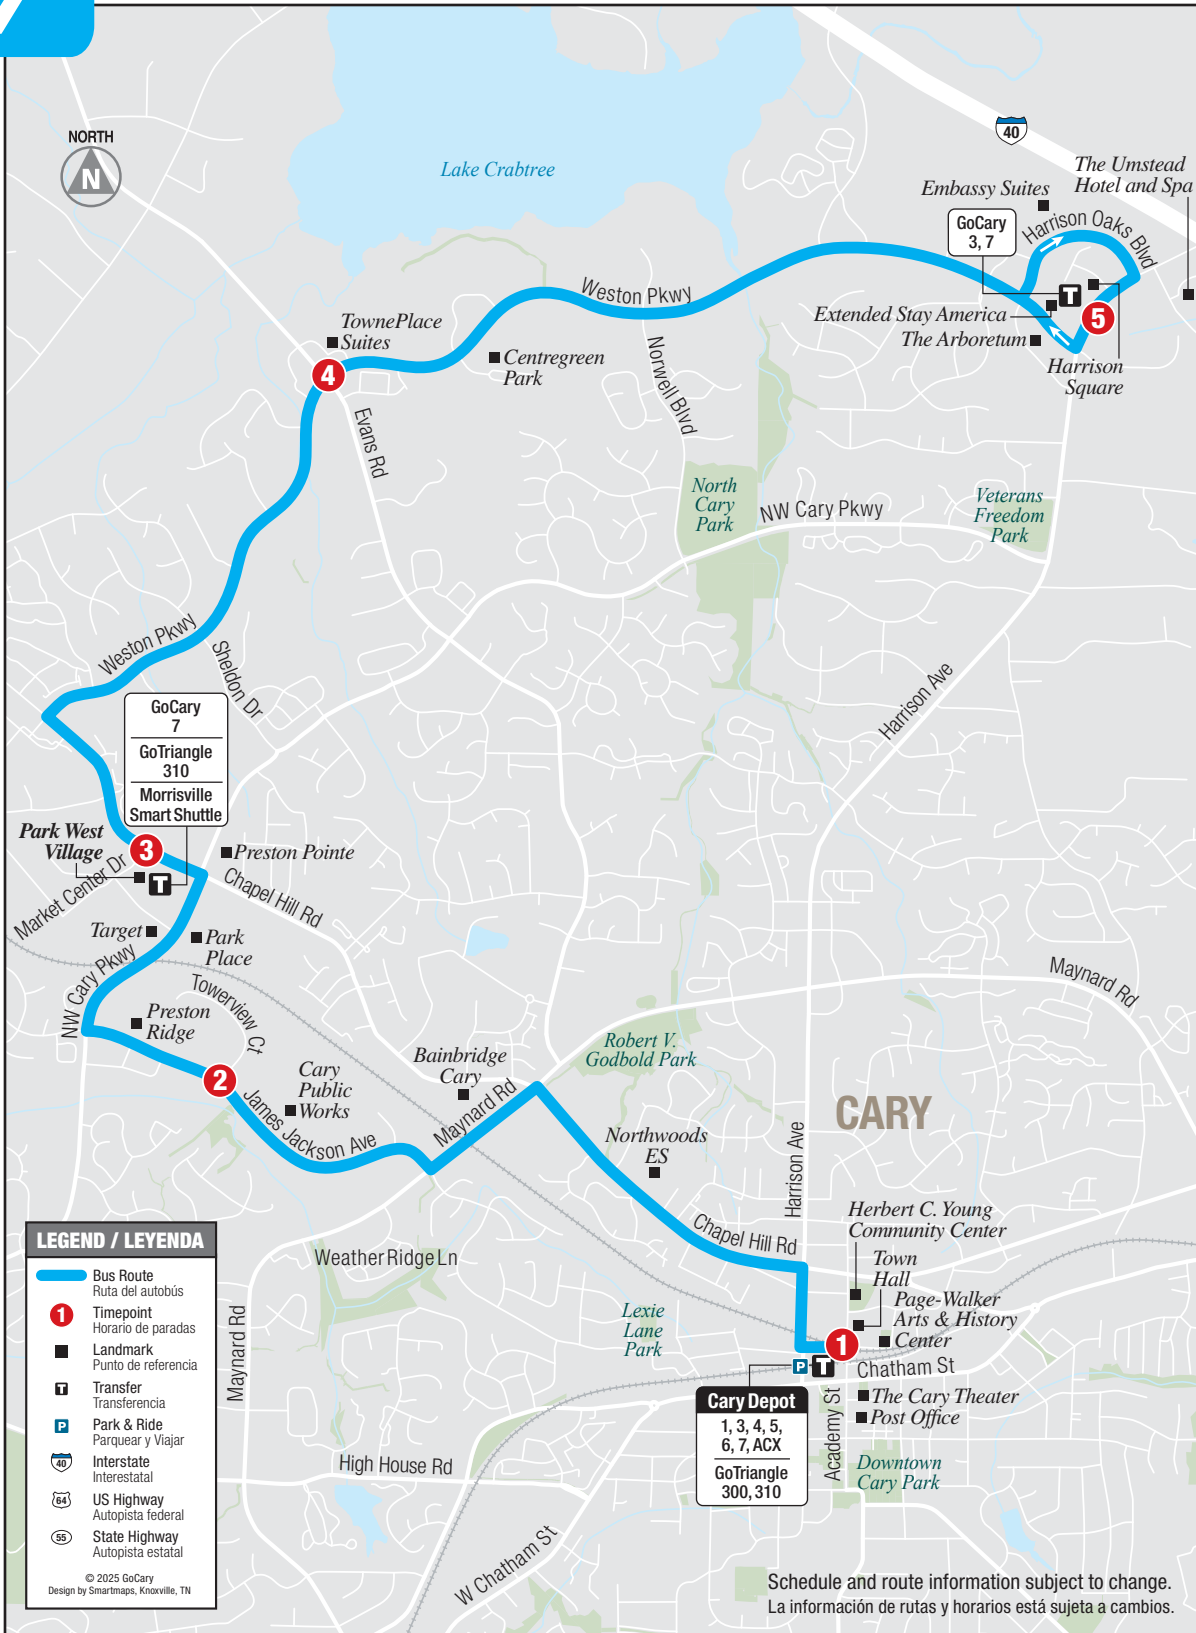 NORTH
N
Lake Crabtree
40
The Umstead
Hotel and Spa
Embassy Suites
GoCary
3, 7
Harrison Oaks Blvd
T
Weston Pkwy
Extended Stay America
5
The Arboretum
Harrison
Square
TownePlace
Suites
4
Centregreen
Park
Norwell Blvd
Evans Rd
North
Cary
Park
NW Cary Pkwy
Veterans
Freedom
Park
Weston Pkwy
Sheldon Dr
Harrison Ave
GoCary
7
GoTriangle
310
Morrisville
Smart Shuttle
Park West
Village
3
Preston Pointe
T
Market Center Dr
Chapel Hill Rd
Target
Park
Place
NW Cary Pkwy
Towerview Ct
Maynard Rd
Preston
Ridge
Robert V.
Godbold Park
Bainbridge
Cary
2
Cary
Public
Works
James Jackson Ave
Maynard Rd
CARY
Northwoods
ES
Harrison Ave
Chapel Hill Rd
Herbert C. Young
Community Center
Town
Hall
Page-Walker
Arts & History
Center
Weather Ridge Ln
Lexie
Lane
Park
1
P
T
Chatham St
Maynard Rd
Cary Depot
1, 3, 4, 5,
6, 7, ACX
GoTriangle
300, 310
Academy St
The Cary Theater
Post Office
Downtown
Cary Park
High House Rd
W Chatham St
LEGEND / LEYENDA
Bus Route
Ruta del autobús
1
Timepoint
Horario de paradas
Landmark
Punto de referencia
T
Transfer
Transferencia
P
Park & Ride
Parquear y Viajar
40
Interstate
Interestatal
64
US Highway
Autopista federal
55
State Highway
Autopista estatal
© 2025 GoCary
Design by Smartmaps, Knoxville, TN
Schedule and route information subject to change.
La información de rutas y horarios está sujeta a cambios.